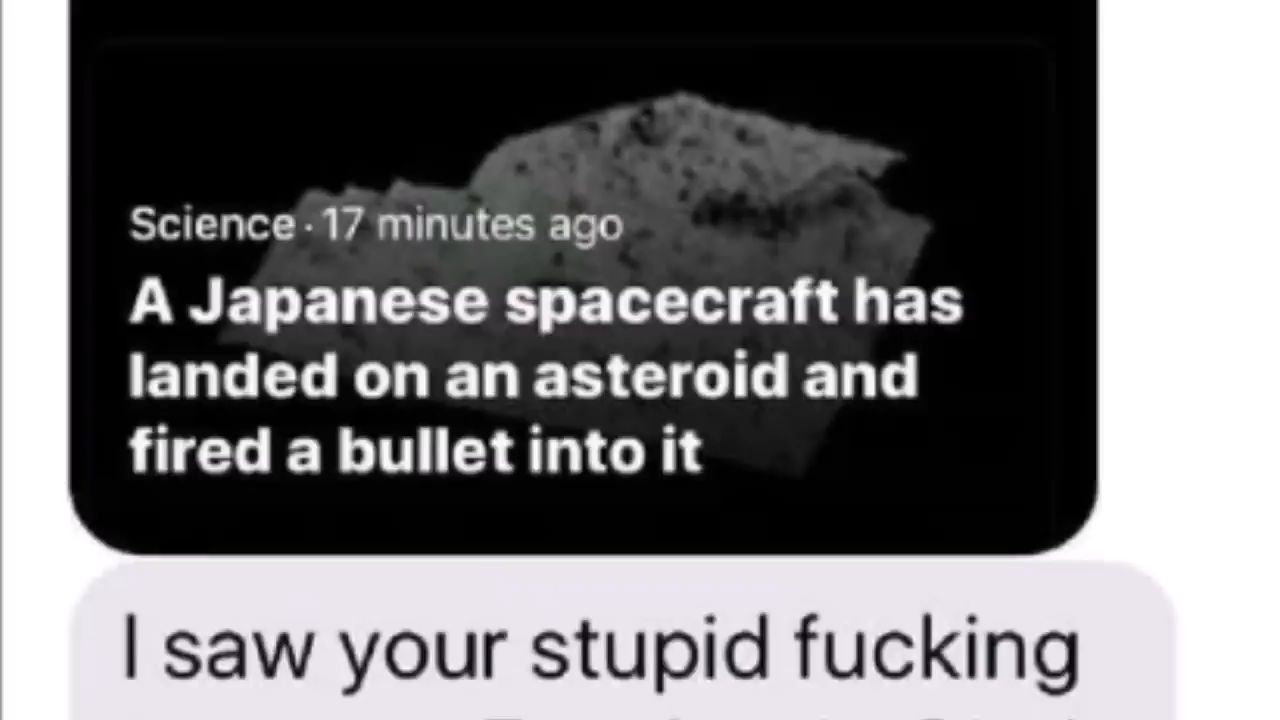 Science · 17 minutes ago
A Japanese spacecraft has
landed on an asteroid and
fired a bullet into it
I saw your stupid fucking